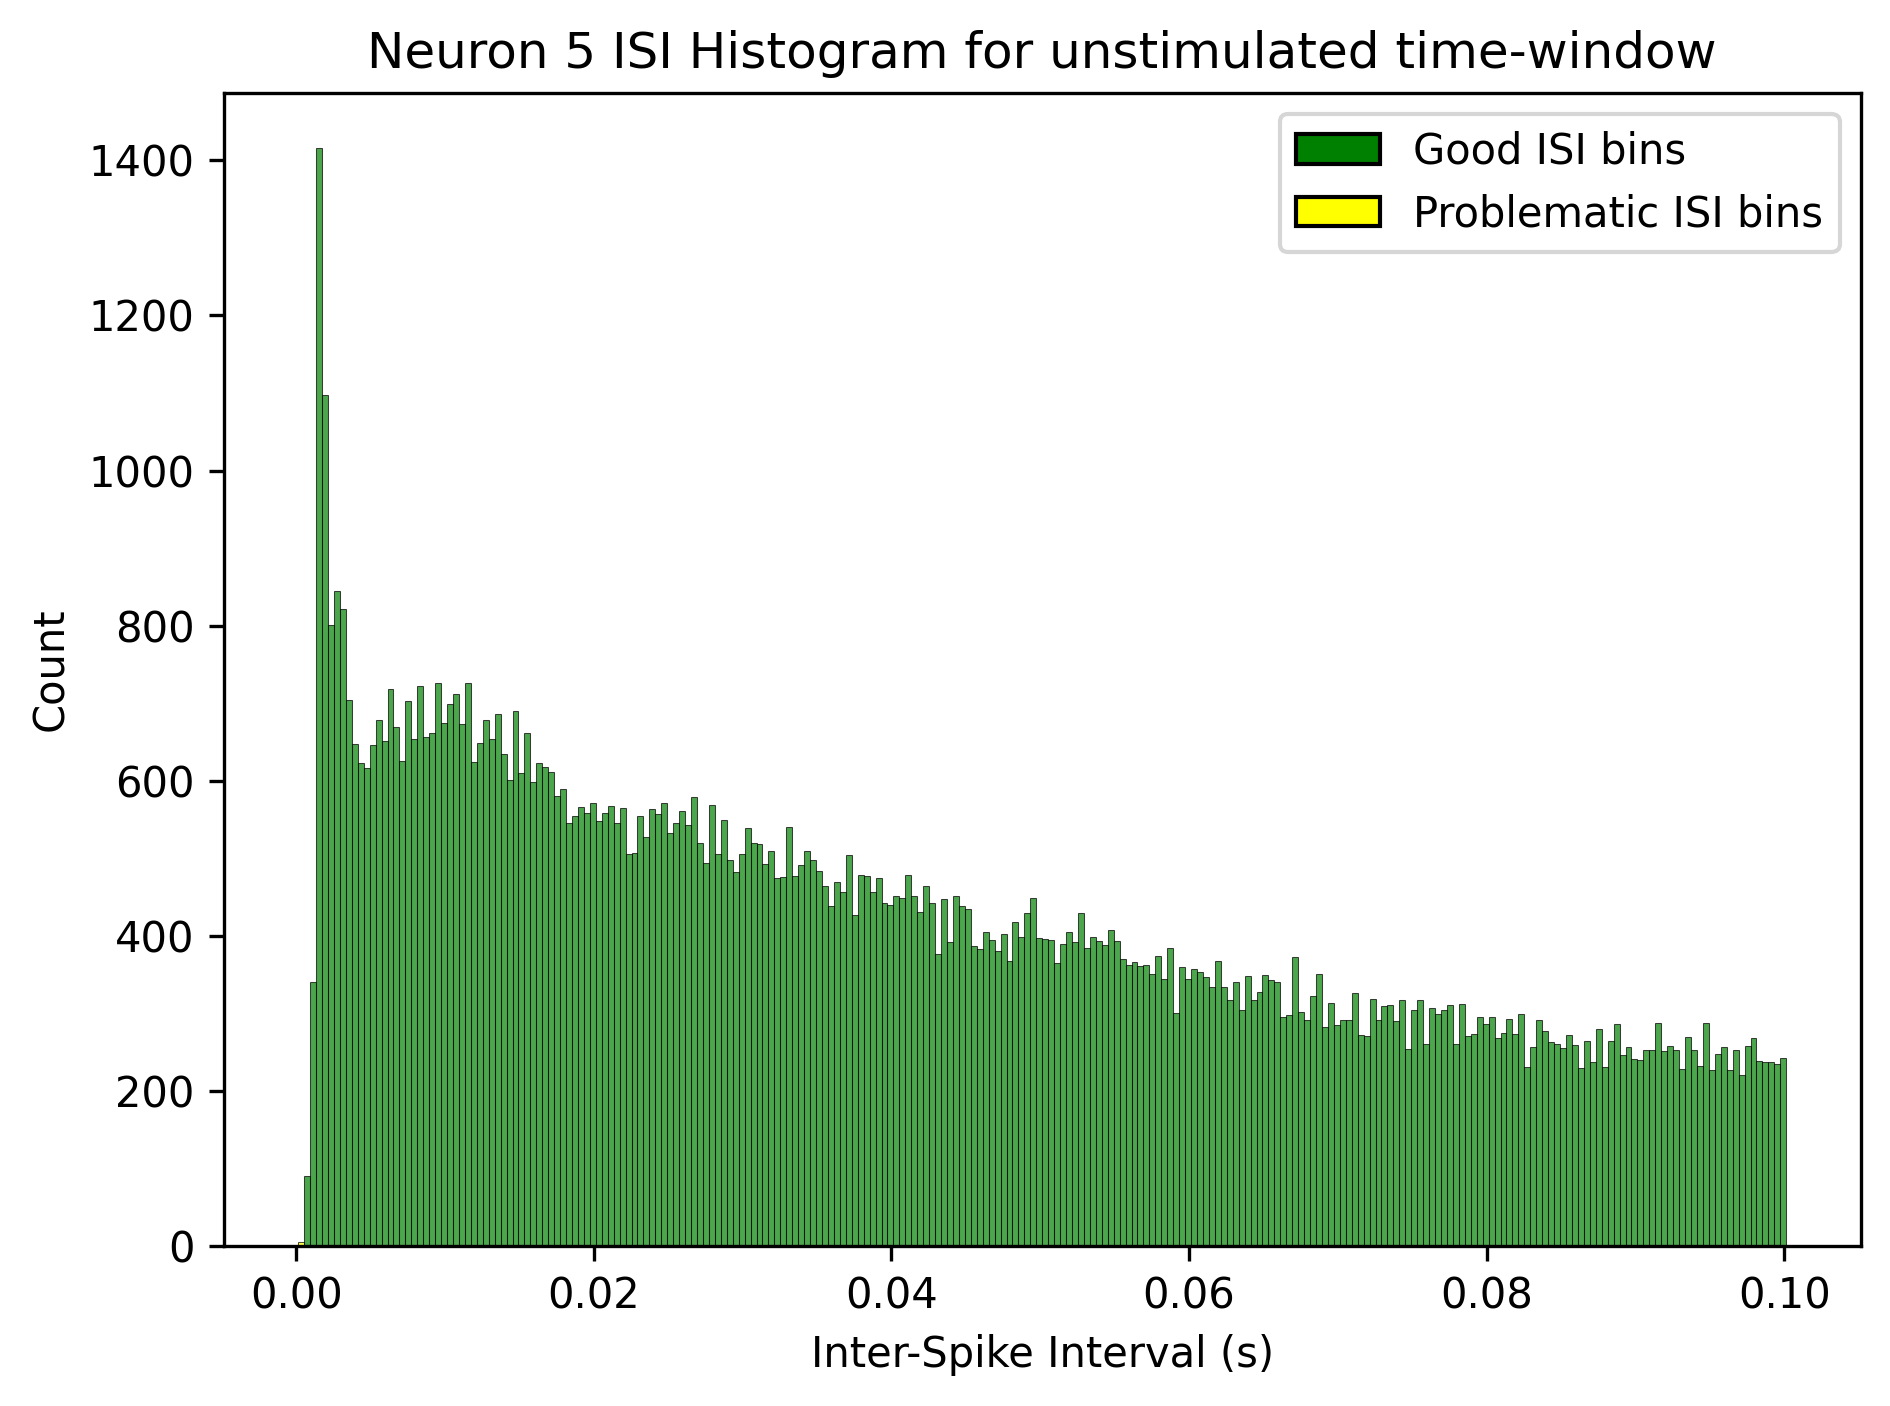 Neuron 5 ISI Histogram for unstimulated time-window
Good ISI bins
Problematic ISI bins
1400
1200
1000
800
600
400
200
0
Count
0.00 0.02 0.04 0.06 0.08 0.10
Inter-Spike Interval (s)